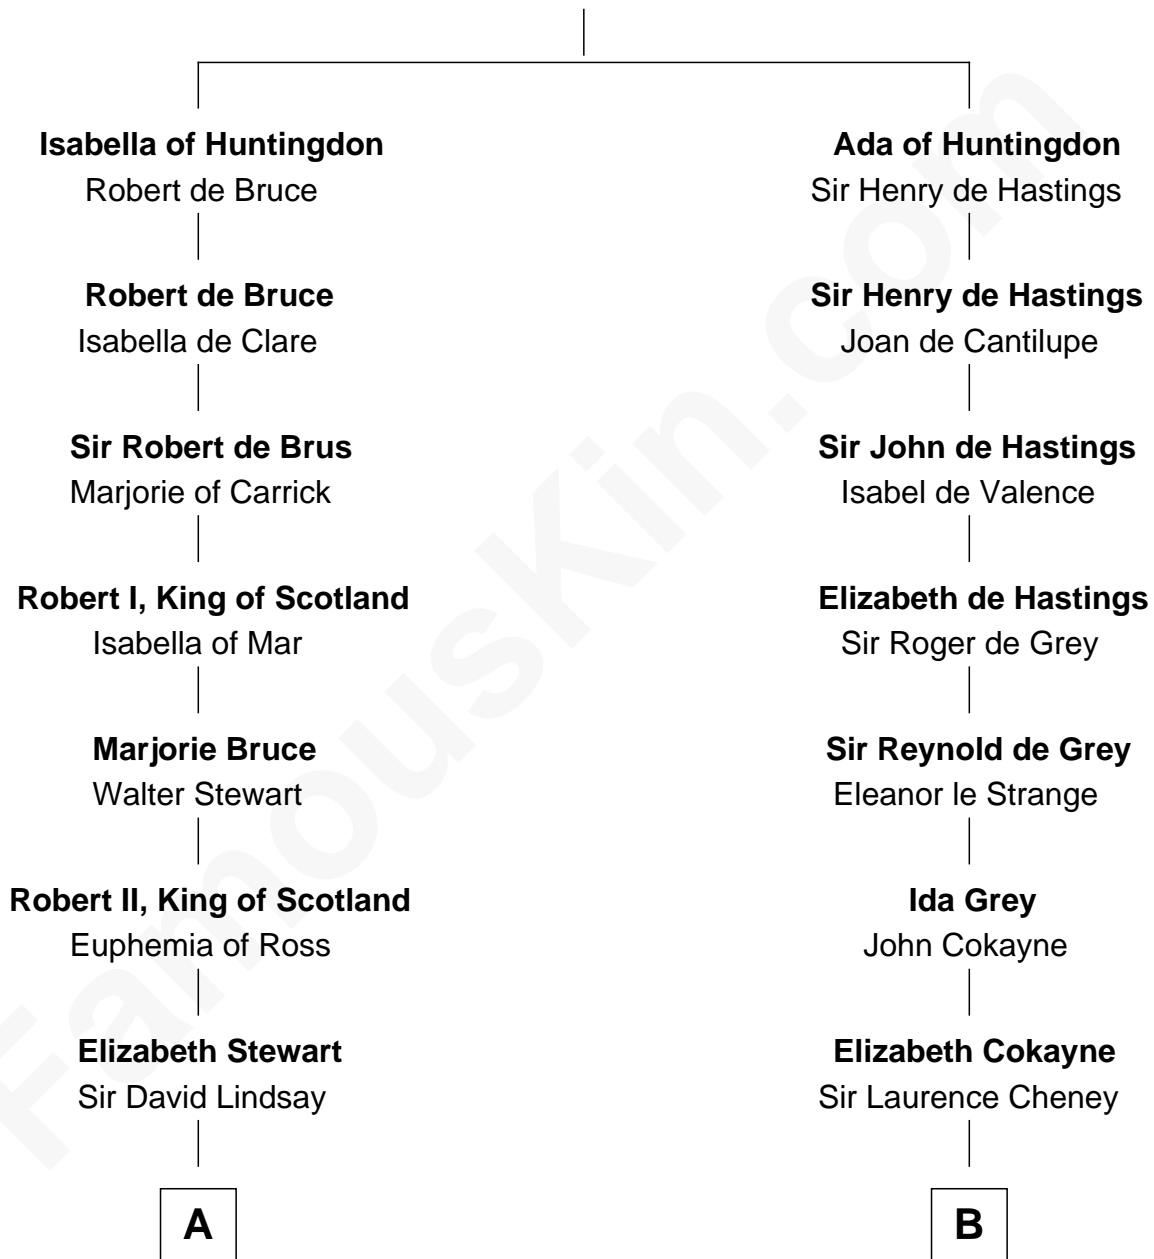 Isabella of Huntingdon
Robert de Bruce
Robert de Bruce
Isabella de Clare
Sir Robert de Brus
Marjorie of Carrick
Robert I, King of Scotland
Isabella of Mar
Marjorie Bruce
Walter Stewart
Robert II, King of Scotland
Euphemia of Ross
Elizabeth Stewart
Sir David Lindsay
A
Ada of Huntingdon
Sir Henry de Hastings
Sir Henry de Hastings
Joan de Cantilupe
Sir John de Hastings
Isabel de Valence
Elizabeth de Hastings
Sir Roger de Grey
Sir Reynold de Grey
Eleanor le Strange
Ida Grey
John Cokayne
Elizabeth Cokayne
Sir Laurence Cheney
B
FamousKin.com